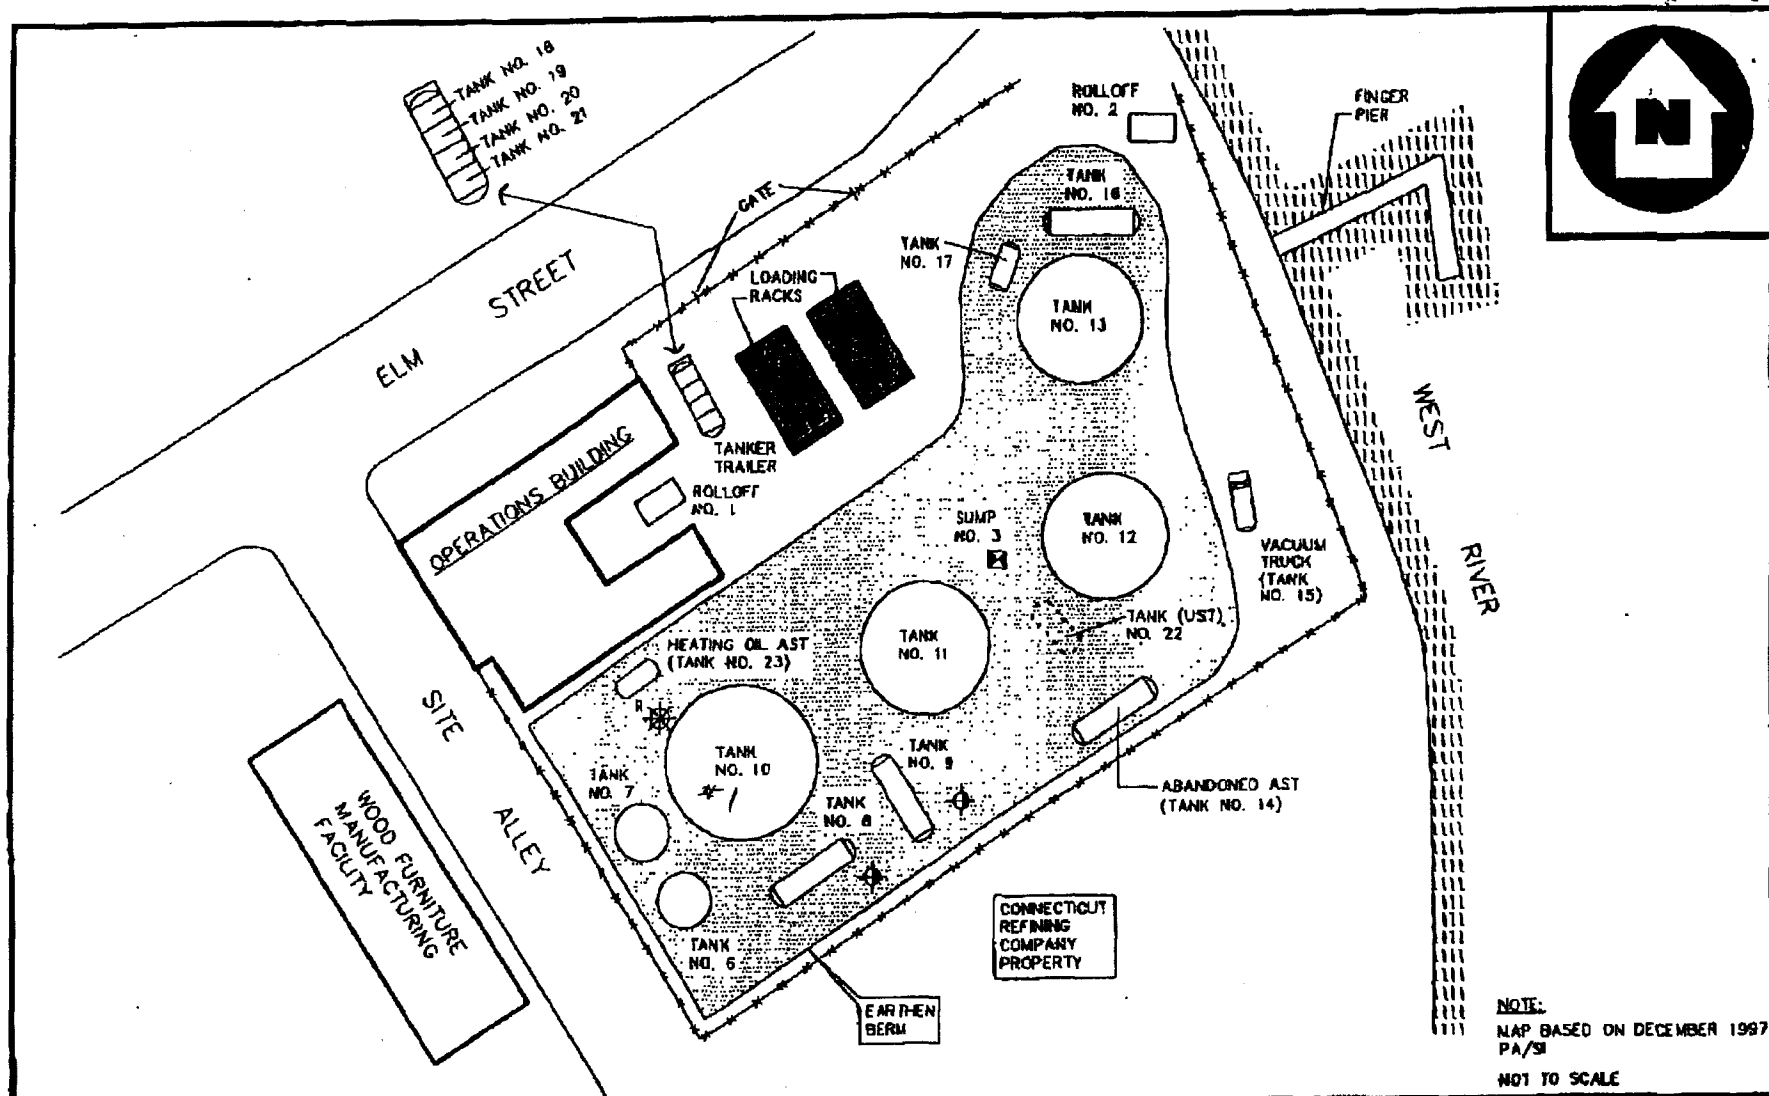 TANK NO. 18
TANK NO. 19
TANK NO. 20
TANK NO. 21
ROLLOFF
NO. 2
FINGER
PIER
N
GATE
TANK
NO. 16
TANK
NO. 17
LOADING
RACKS
TANK
NO. 13
ELM STREET
WEST RIVER
OPERATIONS BUILDING
TANKER
TRAILER
ROLLOFF
NO. 1
SUMP
NO. 3
TANK
NO. 12
VACUUM
TRUCK
(TANK
NO. 15)
TANK (UST)
NO. 22
HEATING OIL AST
(TANK NO. 23)
TANK
NO. 11
SITE ALLEY
TANK
NO. 10
#1
TANK
NO. 9
TANK
NO. 7
TANK
NO. 8
ABANDONED AST
(TANK NO. 14)
WOOD FURNITURE
MANUFACTURING
FACILITY
TANK
NO. 6
CONNECTICUT
REFINING
COMPANY
PROPERTY
EARTHEN
BERM
NOTE:
MAP BASED ON DECEMBER 1997
PA/SI
NOT TO SCALE